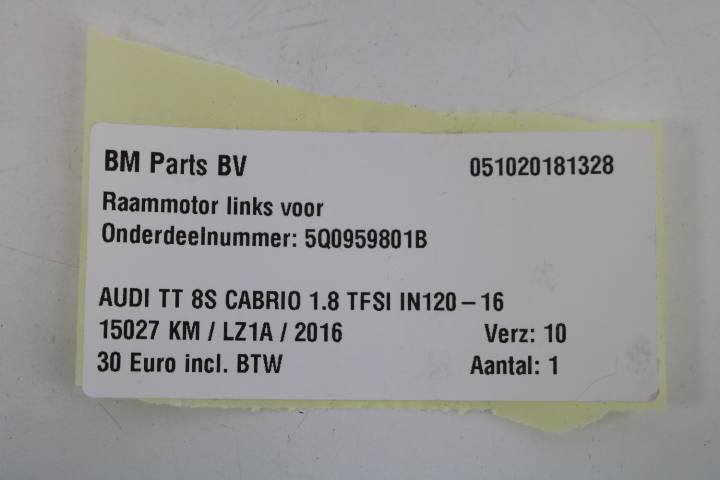 BM Parts BV 051020181328
Raammotor links voor
Onderdeelnummer: 5Q0959801B
AUDI TT 8S CABRIO 1.8 TFSI IN120-16
15027 KM / LZ1A / 2016 Verz: 10
30 Euro incl. BTW Aantal: 1